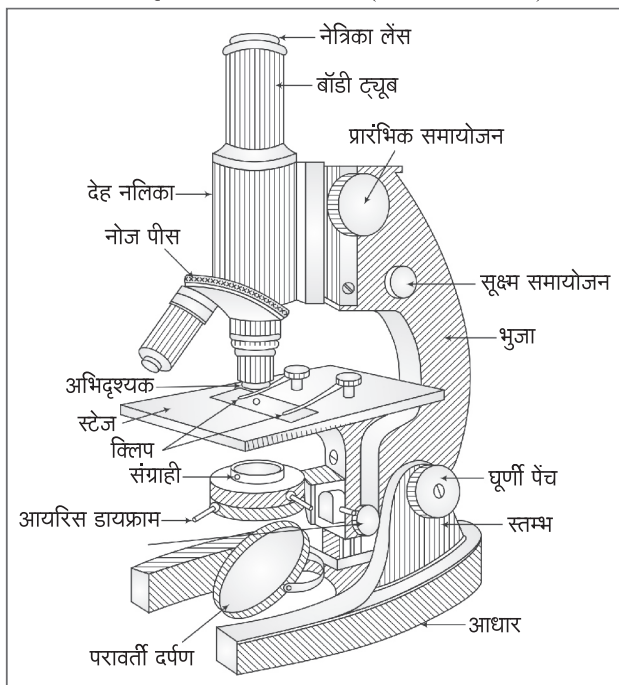 नेत्रिका लेंस
बॉडी ट्यूब
प्रारंभिक समायोजन
देह नलिका
नोज पीस
सूक्ष्म समायोजन
भुजा
अभिदृश्यक
स्टेज
क्लिप
संग्राही
घूर्णी पेंच
आयरिस डायफ्राम
स्तम्भ
आधार
परावर्ती दर्पण